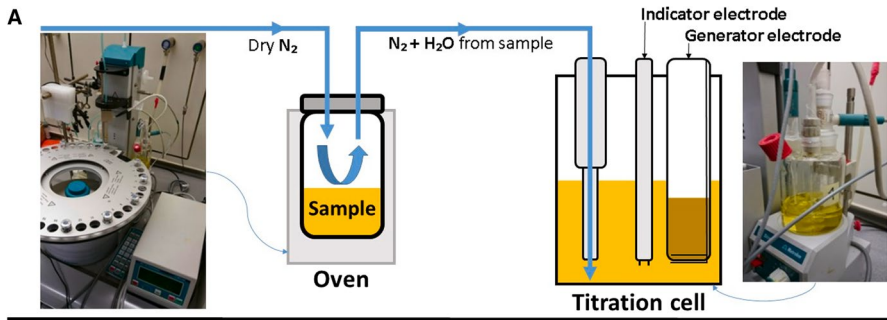 A
Dry N₂
N₂ + H₂O from sample
Indicator electrode
Generator electrode
Sample
Oven
Titration cell